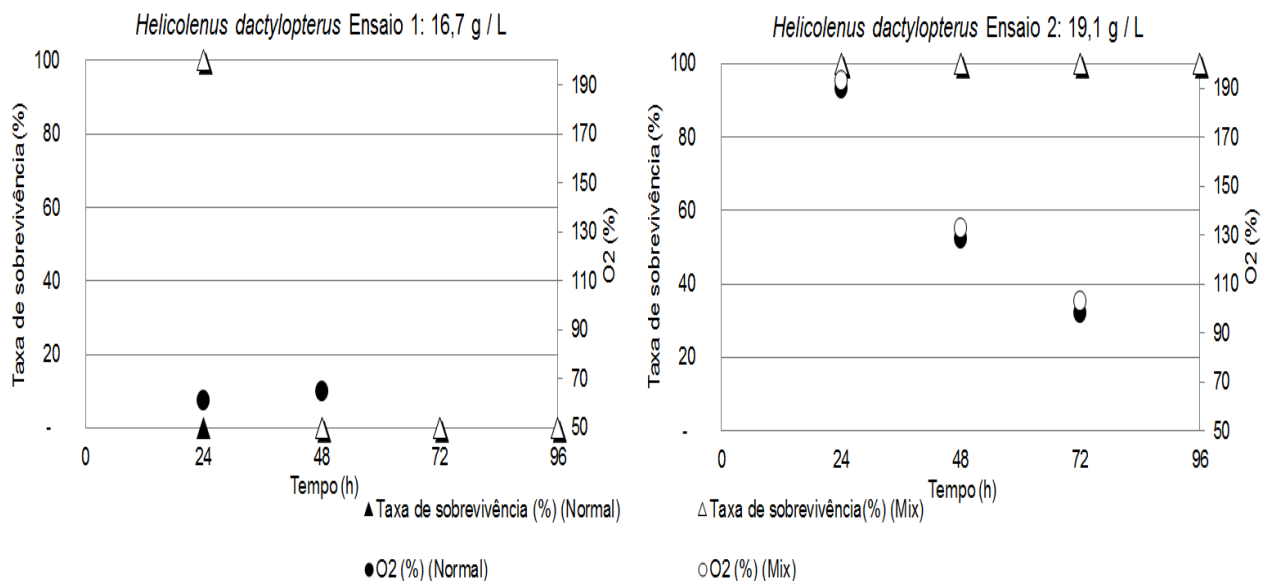 Helicolenus dactylopterus Ensaio 1: 16,7 g / L
100
80
60
40
20
-
Taxa de sobrevivência (%)
190
170
150
130
110
90
70
50
O2 (%)
0 24 48 72 96
Tempo (h)
Helicolenus dactylopterus Ensaio 2: 19,1 g / L
100
80
60
40
20
-
Taxa de sobrevivência (%)
190
170
150
130
110
90
70
50
O2 (%)
0 24 48 72 96
Tempo (h)
Taxa de sobrevivência (%) (Normal)
Taxa de sobrevivência(%) (Mix)
O2 (%) (Normal)
O2 (%) (Mix)